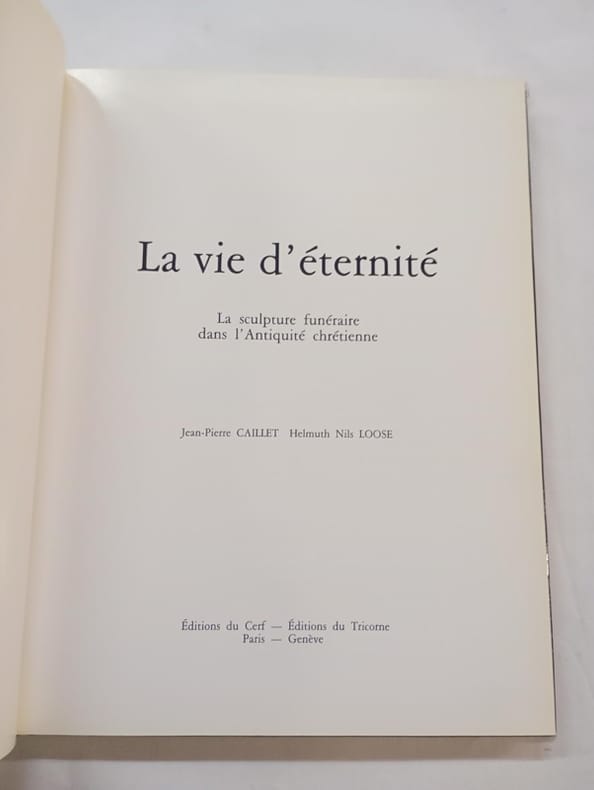 La vie d'éternité
La sculpture funéraire
dans l'Antiquité chrétienne
Jean-Pierre CAILLET Helmuth Nils LOOSE
Éditions du Cerf — Éditions du Tricorne
Paris — Genève